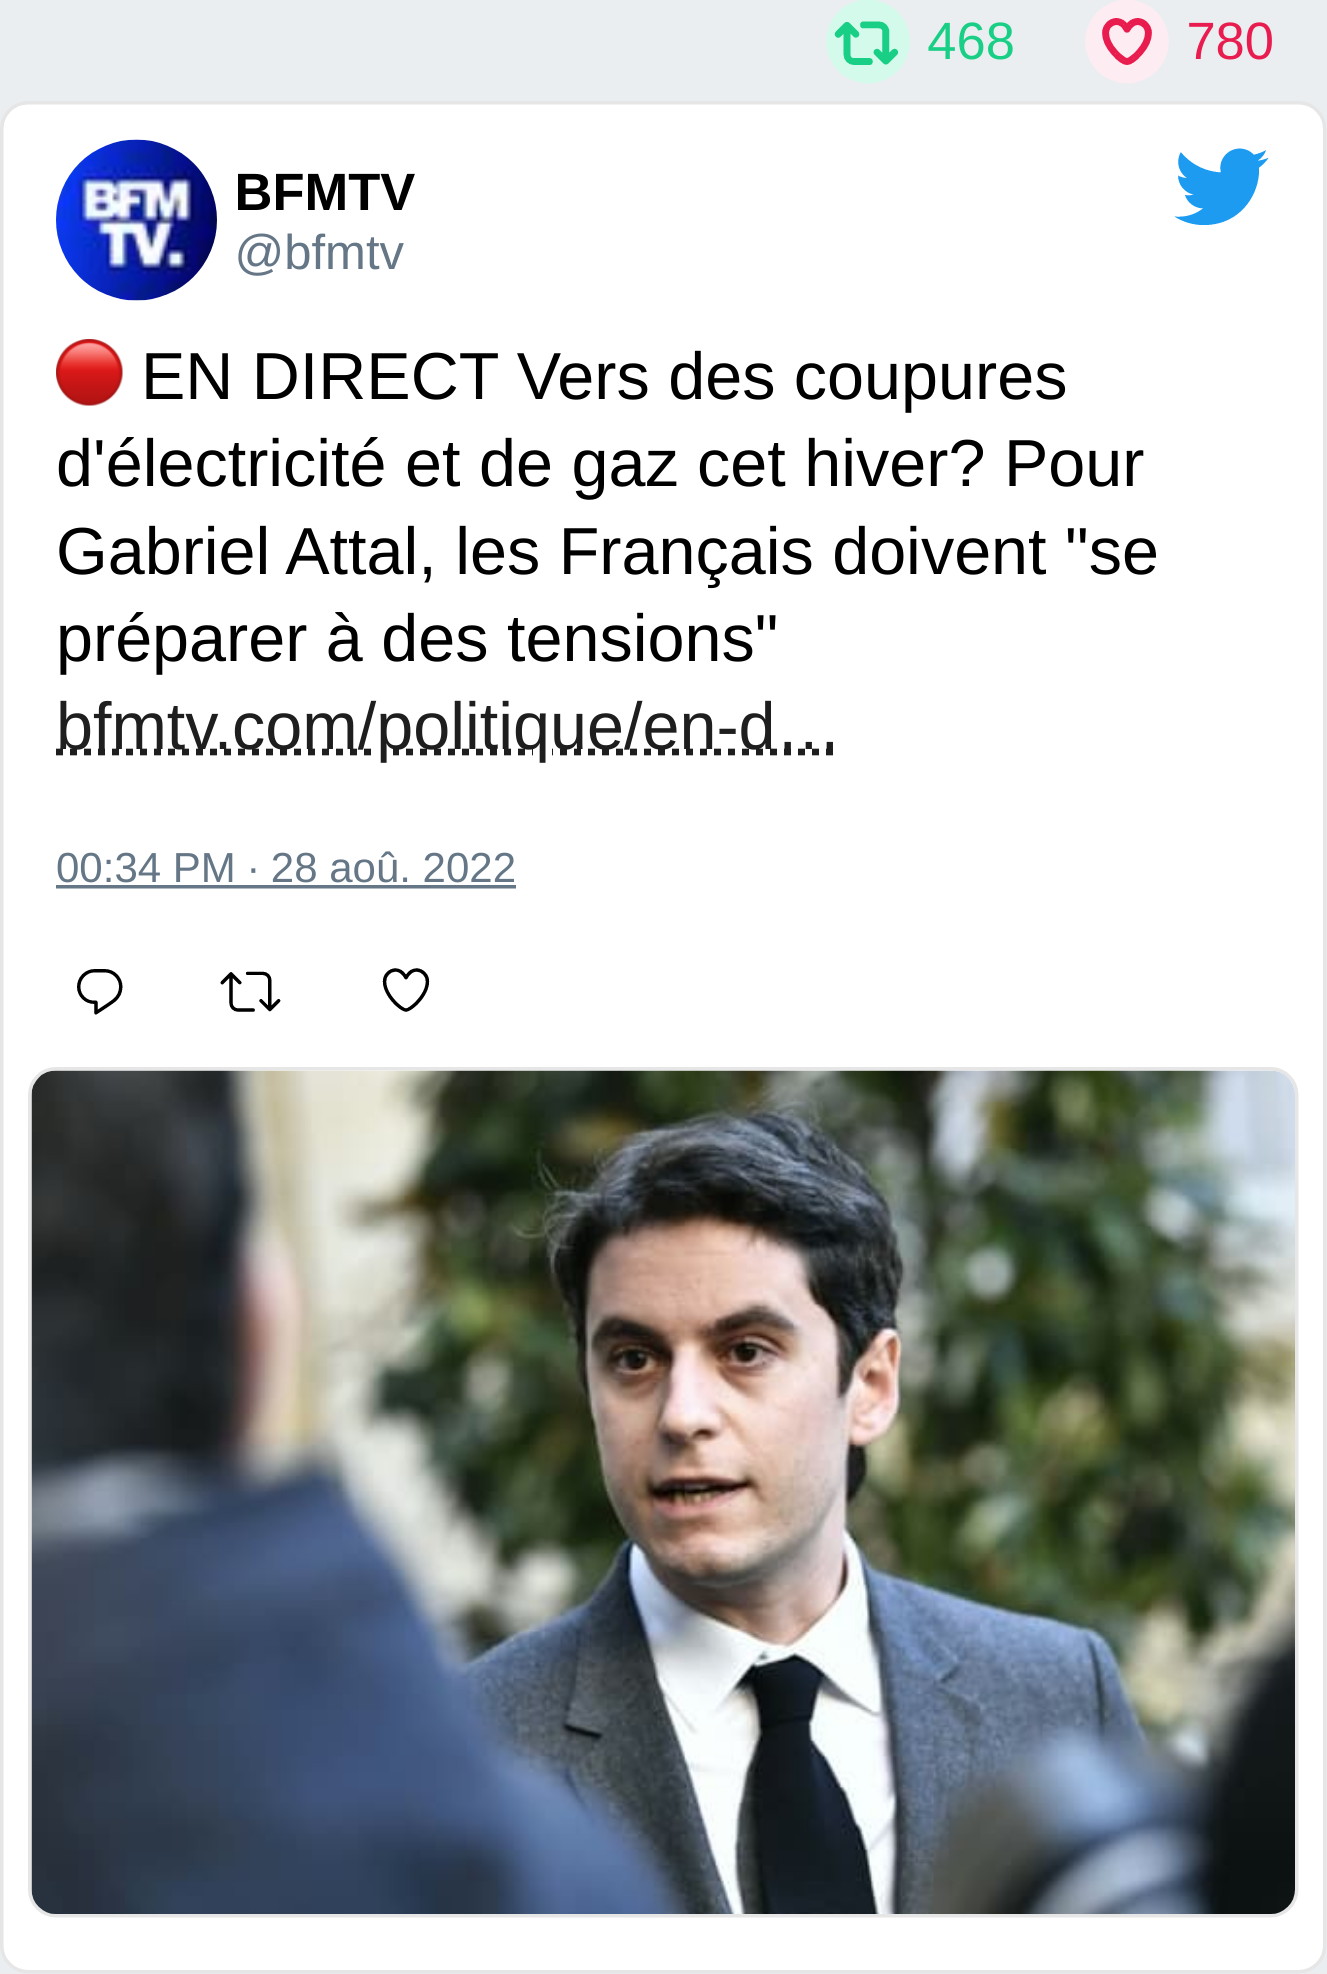 468 780
BFM
TV.
BFMTV
@bfmtv
🔴 EN DIRECT Vers des coupures
d'électricité et de gaz cet hiver? Pour
Gabriel Attal, les Français doivent "se
préparer à des tensions"
bfmtv.com/politique/en-d…
00:34 PM · 28 aoû. 2022